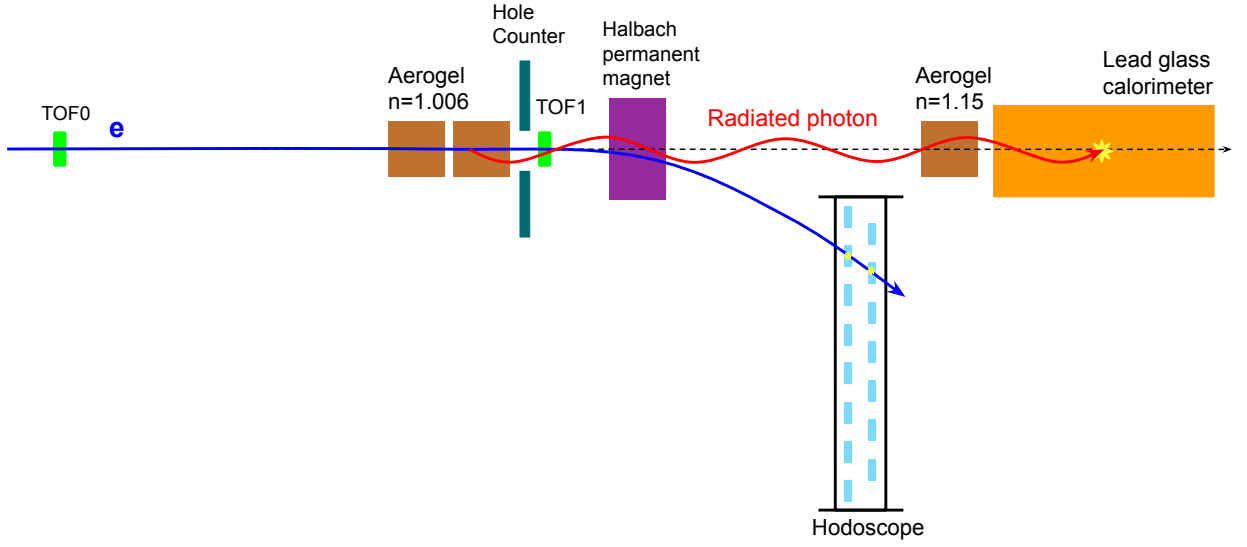 Hole
Counter
Halbach
permanent
magnet
Aerogel
n=1.006
Aerogel
n=1.15
Lead glass
calorimeter
TOF0
e
TOF1
Radiated photon
Hodoscope